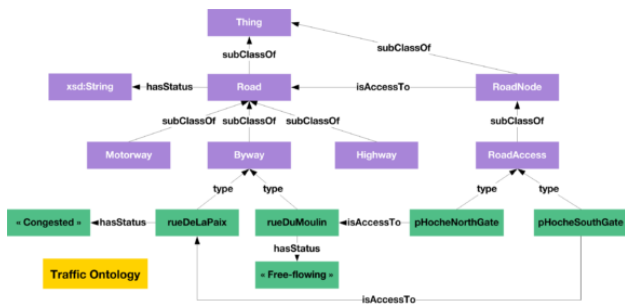 Thing
subClassOf
subClassOf
xsd:String
hasStatus
Road
isAccessTo
RoadNode
subClassOf
subClassOf
subClassOf
subClassOf
Motorway
Byway
Highway
RoadAccess
type
type
type
type
« Congested »
hasStatus
rueDeLaPaix
rueDuMoulin
isAccessTo
pHocheNorthGate
pHocheSouthGate
hasStatus
Traffic Ontology
« Free-flowing »
isAccessTo